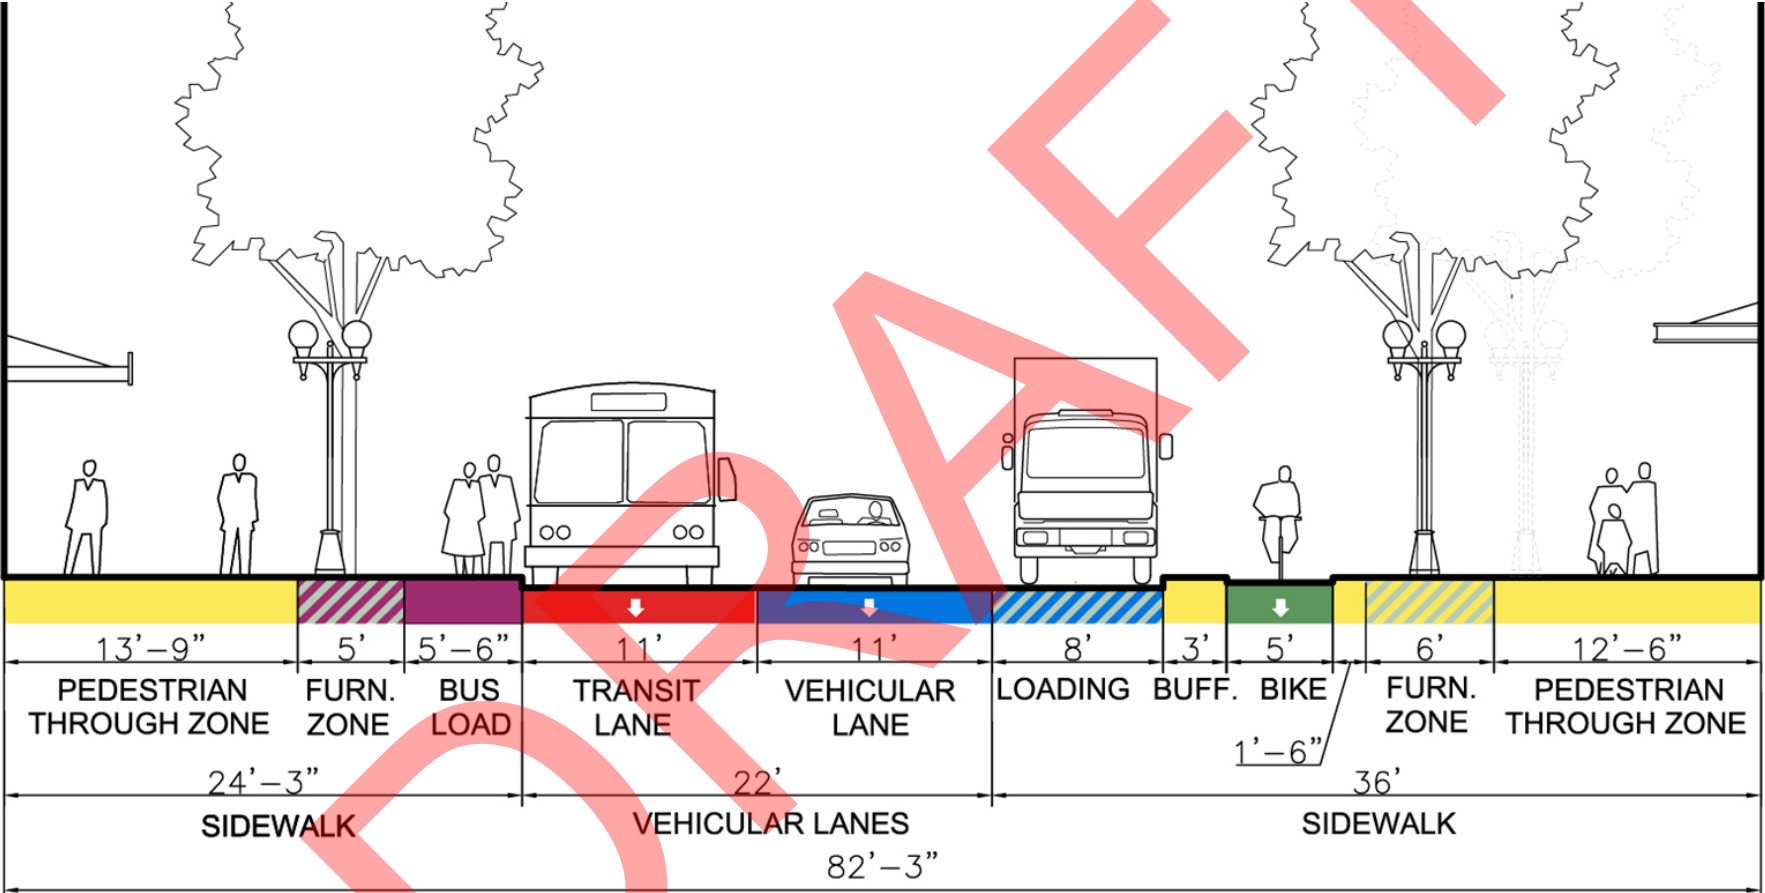 13'-9" 5' 5'-6" 11' 11' 8' 3' 5' 6' 12'-6"
PEDESTRIAN THROUGH ZONE
FURN. ZONE
BUS LOAD
TRANSIT LANE
VEHICULAR LANE
LOADING
BUFF.
BIKE
1'-6"
FURN. ZONE
PEDESTRIAN THROUGH ZONE
24'-3" 22' 36'
SIDEWALK VEHICULAR LANES SIDEWALK
82'-3"
DRAFT